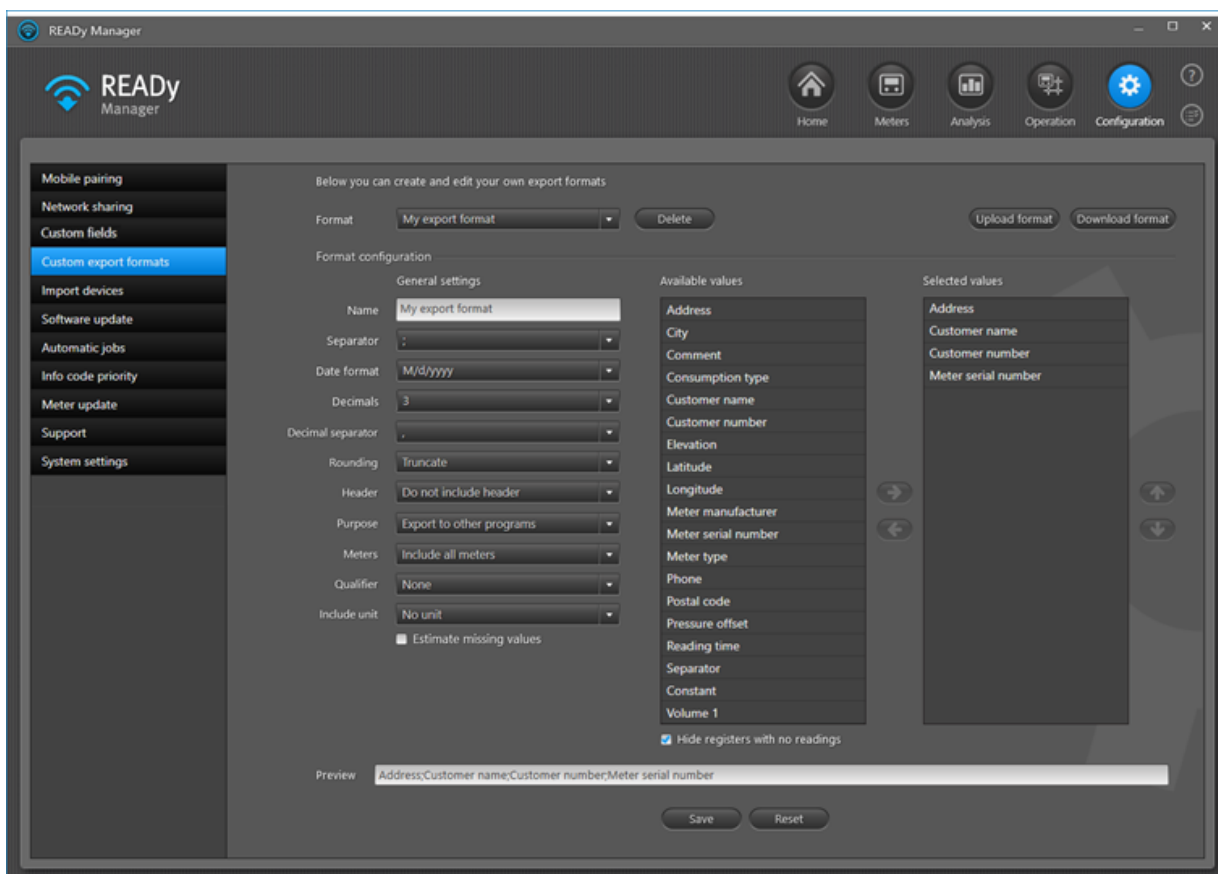 READy Manager
READy
Manager
Home
Meters
Analysis
Operation
Configuration
?
Mobile pairing
Network sharing
Custom fields
Custom export formats
Import devices
Software update
Automatic jobs
Info code priority
Meter update
Support
System settings
Below you can create and edit your own export formats
Format My export format Delete Upload format Download format
Format configuration
General settings
Name My export format
Separator ;
Date format M/d/yyyy
Decimals 3
Decimal separator ,
Rounding Truncate
Header Do not include header
Purpose Export to other programs
Meters Include all meters
Qualifier None
Include unit No unit
Estimate missing values
Available values
Address
City
Comment
Consumption type
Customer name
Customer number
Elevation
Latitude
Longitude
Meter manufacturer
Meter serial number
Meter type
Phone
Postal code
Pressure offset
Reading time
Separator
Constant
Volume 1
Hide registers with no readings
Selected values
Address
Customer name
Customer number
Meter serial number
Preview Address;Customer name;Customer number;Meter serial number
Save Reset